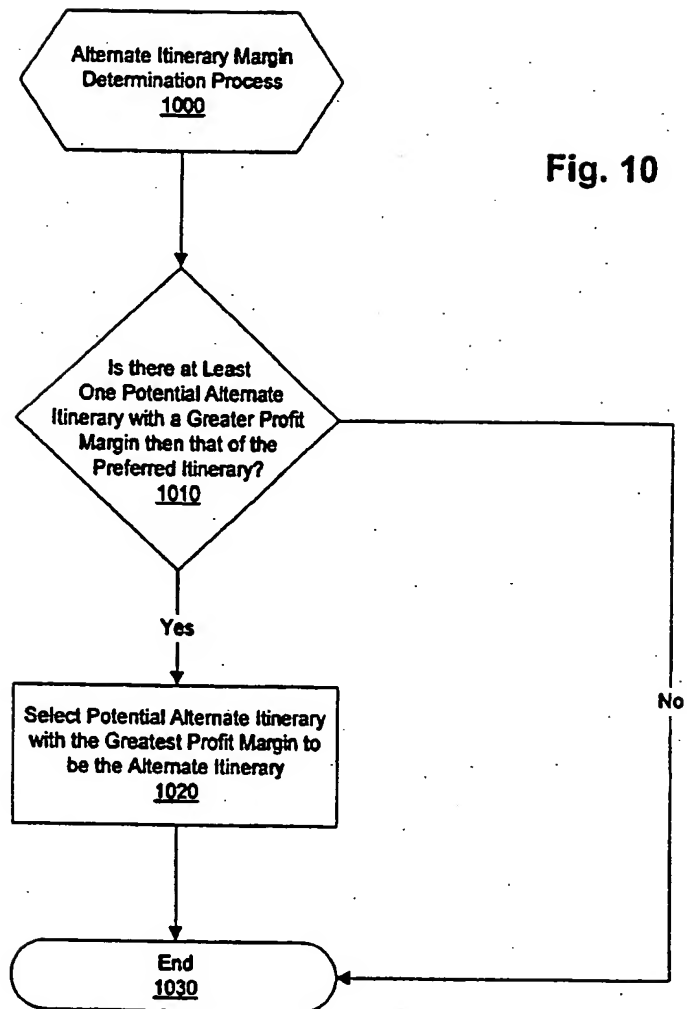 Alternate Itinerary Margin
Determination Process
1000
Fig. 10
Is there at Least
One Potential Alternate
Itinerary with a Greater Profit
Margin then that of the
Preferred Itinerary?
1010
Yes
No
Select Potential Alternate Itinerary
with the Greatest Profit Margin to
be the Alternate Itinerary
1020
End
1030